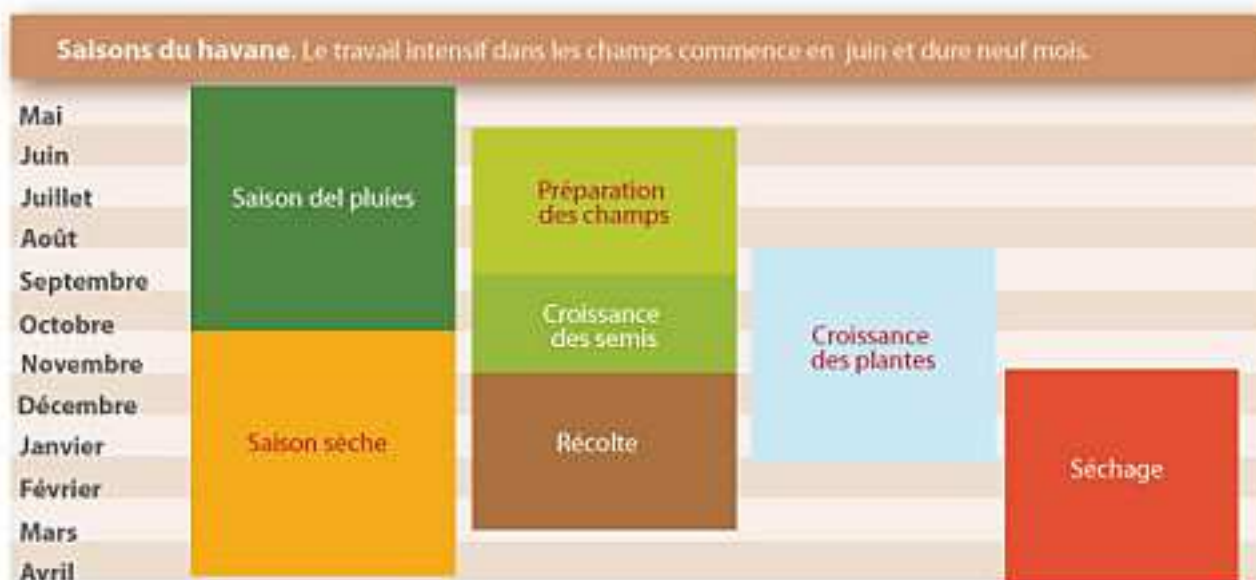 Saisons du havane. Le travail intensif dans les champs commence en juin et dure neuf mois.
Mai
Juin
Juillet
Août
Septembre
Octobre
Novembre
Décembre
Janvier
Février
Mars
Avril
Saison del pluies
Saison sèche
Préparation
des champs
Croissance
des semis
Récolte
Croissance
des plantes
Séchage